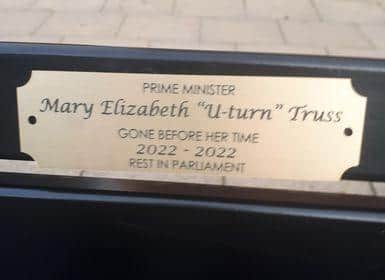 PRIME MINISTER
Mary Elizabeth "U-turn" Truss
GONE BEFORE HER TIME
2022 - 2022
REST IN PARLIAMENT